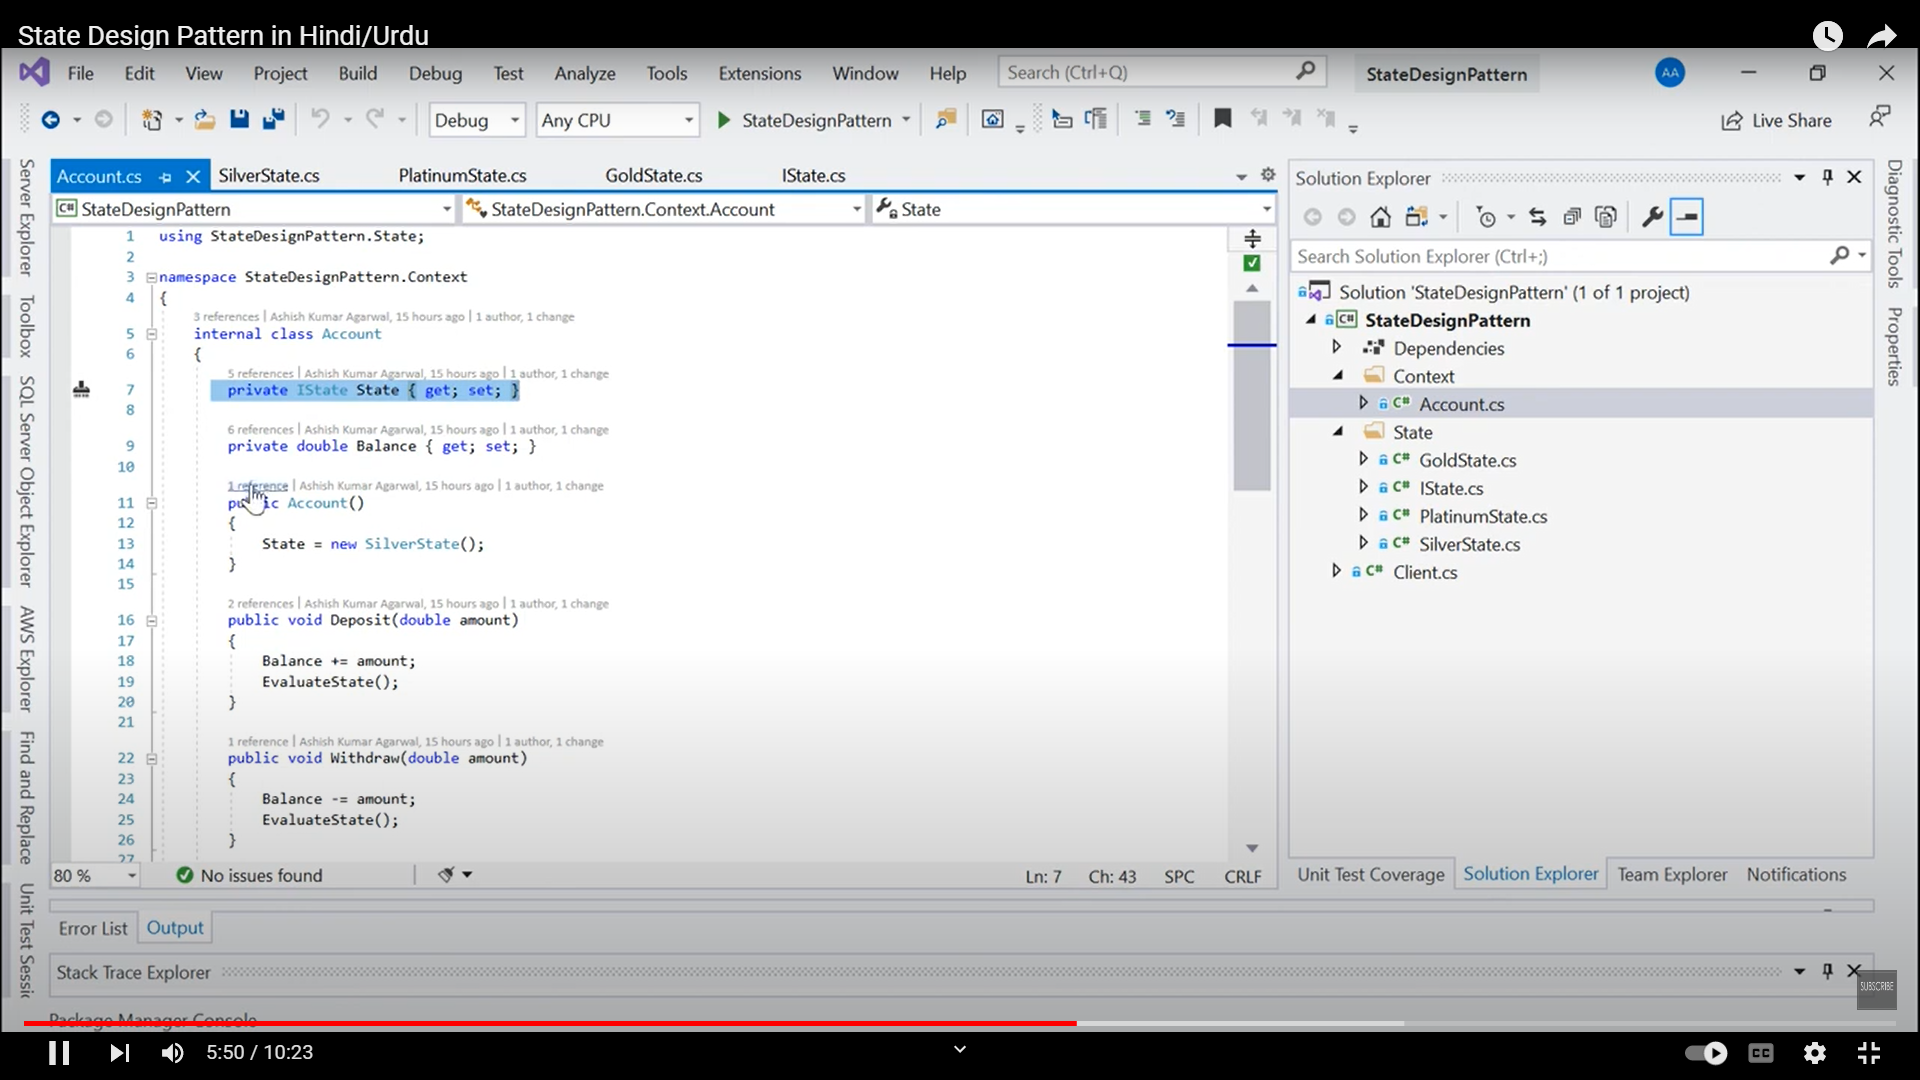 State Design Pattern in Hindi/Urdu
File Edit View Project Build Debug Test Analyze Tools Extensions Window Help Search (Ctrl+Q) StateDesignPattern AA
Debug Any CPU StateDesignPattern Live Share
Server Explorer
Toolbox
SQL Server Object Explorer
AWS Explorer
Find and Replace
Unit Test Sessi
Account.cs SilverState.cs PlatinumState.cs GoldState.cs IState.cs
StateDesignPattern StateDesignPattern.Context.Account State
1 using StateDesignPattern.State;
2
3 namespace StateDesignPattern.Context
4 {
3 references | Ashish Kumar Agarwal, 15 hours ago | 1 author, 1 change
5 internal class Account
6 {
5 references | Ashish Kumar Agarwal, 15 hours ago | 1 author, 1 change
7 private IState State { get; set; }
8
6 references | Ashish Kumar Agarwal, 15 hours ago | 1 author, 1 change
9 private double Balance { get; set; }
10
1 reference | Ashish Kumar Agarwal, 15 hours ago | 1 author, 1 change
11 public Account()
12 {
13 State = new SilverState();
14 }
15
2 references | Ashish Kumar Agarwal, 15 hours ago | 1 author, 1 change
16 public void Deposit(double amount)
17 {
18 Balance += amount;
19 EvaluateState();
20 }
21
1 reference | Ashish Kumar Agarwal, 15 hours ago | 1 author, 1 change
22 public void Withdraw(double amount)
23 {
24 Balance -= amount;
25 EvaluateState();
26 }
27
80 % No issues found Ln: 7 Ch: 43 SPC CRLF
Solution Explorer
Search Solution Explorer (Ctrl+;)
Solution 'StateDesignPattern' (1 of 1 project)
C# StateDesignPattern
Dependencies
Context
C# Account.cs
State
C# GoldState.cs
C# IState.cs
C# PlatinumState.cs
C# SilverState.cs
C# Client.cs
Unit Test Coverage Solution Explorer Team Explorer Notifications
Diagnostic Tools
Properties
Error List Output
Stack Trace Explorer
SUBSCRIBE
Package Manager Console
5:50 / 10:23 CC